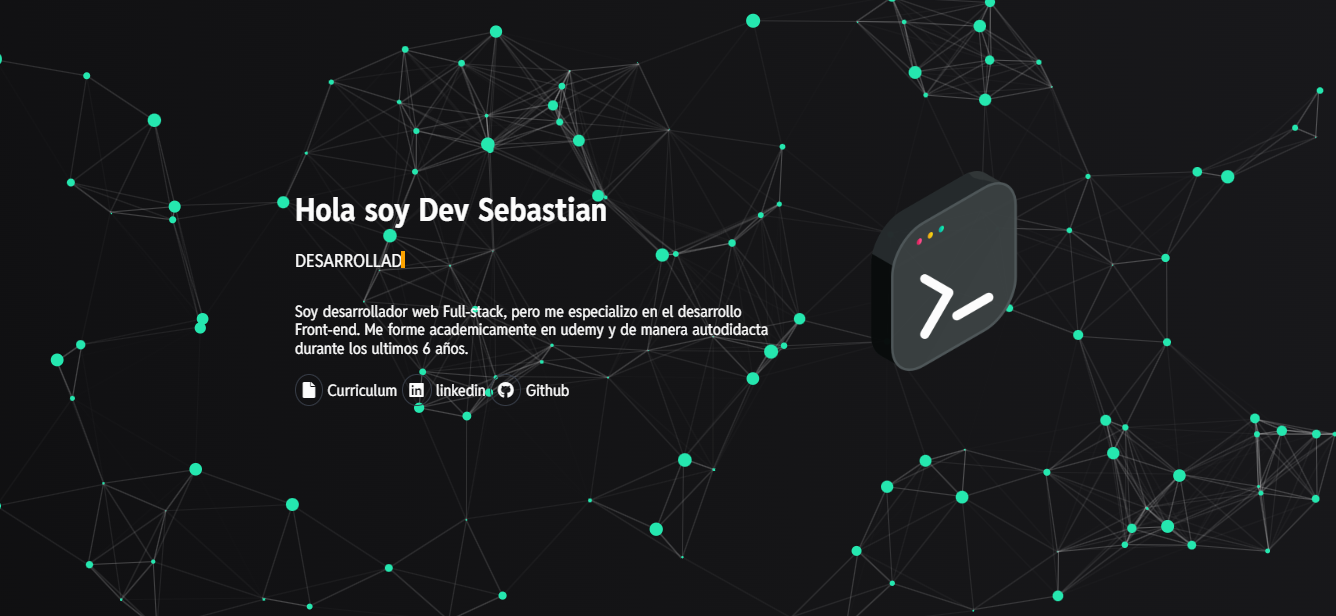 Hola soy Dev Sebastian
DESARROLLAD
Soy desarrollador web Full-stack, pero me especializo en el desarrollo
Front-end. Me forme academicamente en udemy y de manera autodidacta
durante los ultimos 6 años.
Curriculum linkedin Github